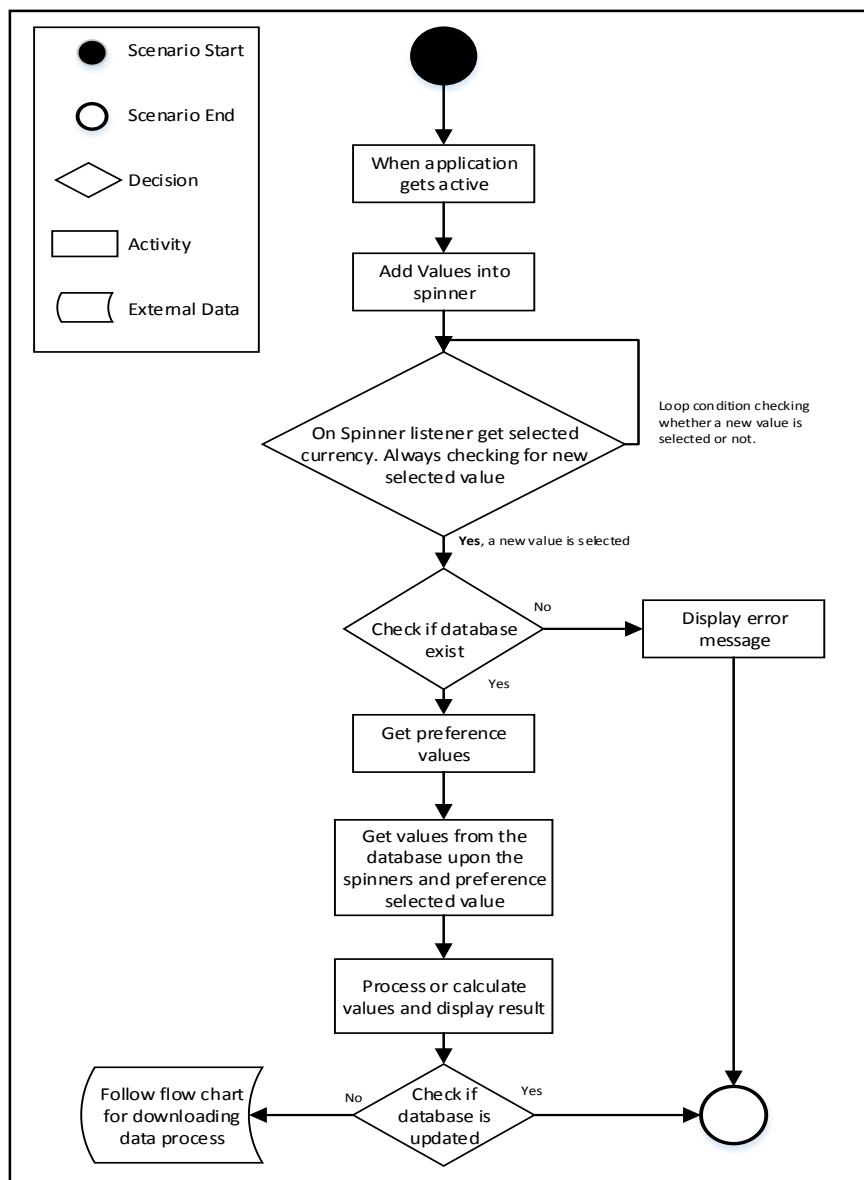 Scenario Start
Scenario End
Decision
Activity
External Data
When application
gets active
Add Values into
spinner
On Spinner listener get selected
currency. Always checking for new
selected value
Loop condition checking
whether a new value is
selected or not.
Yes, a new value is selected
Check if database
exist
No
Display error
message
Yes
Get preference
values
Get values from the
database upon the
spinners and preference
selected value
Process or calculate
values and display result
Check if
database is
updated
No
Yes
Follow flow chart
for downloading
data process